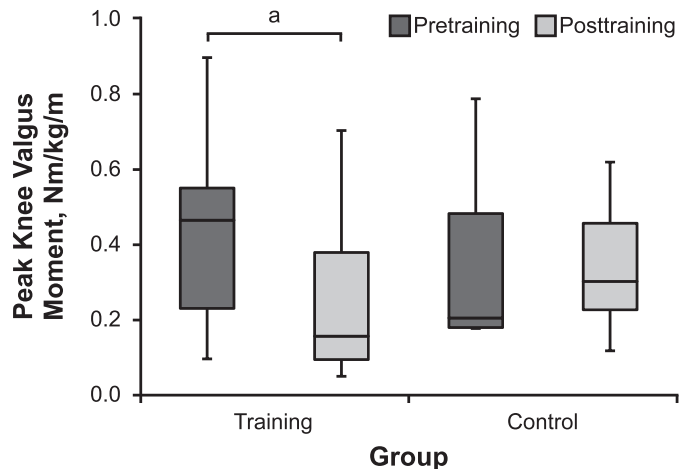 a
Pretraining
Posttraining
Peak Knee Valgus
Moment, Nm/kg/m
1.0
0.8
0.6
0.4
0.2
0.0
Training
Control
Group